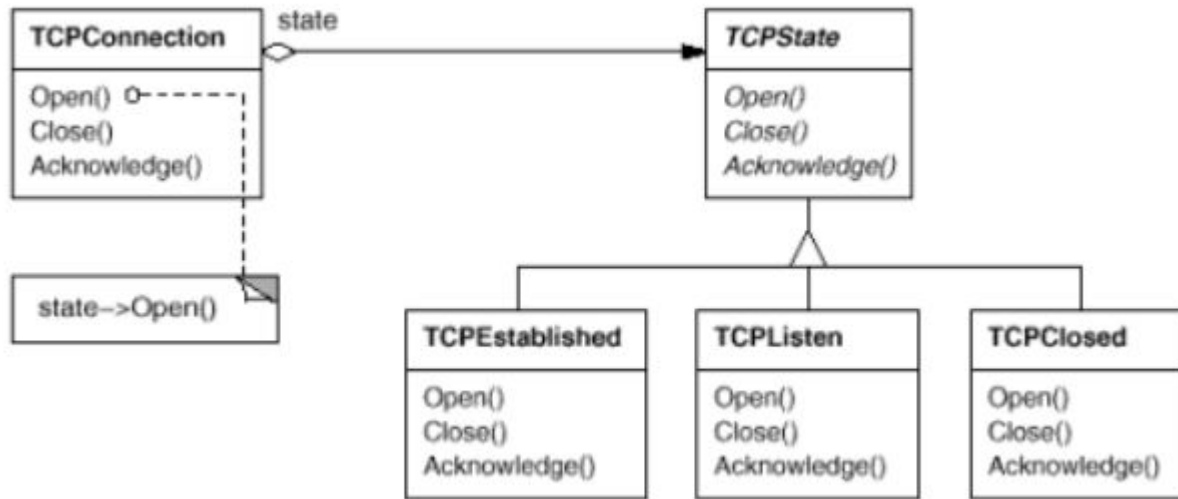 state
TCPConnection
Open()
Close()
Acknowledge()
state->Open()
TCPState
Open()
Close()
Acknowledge()
TCPEstablished
Open()
Close()
Acknowledge()
TCPListen
Open()
Close()
Acknowledge()
TCPClosed
Open()
Close()
Acknowledge()